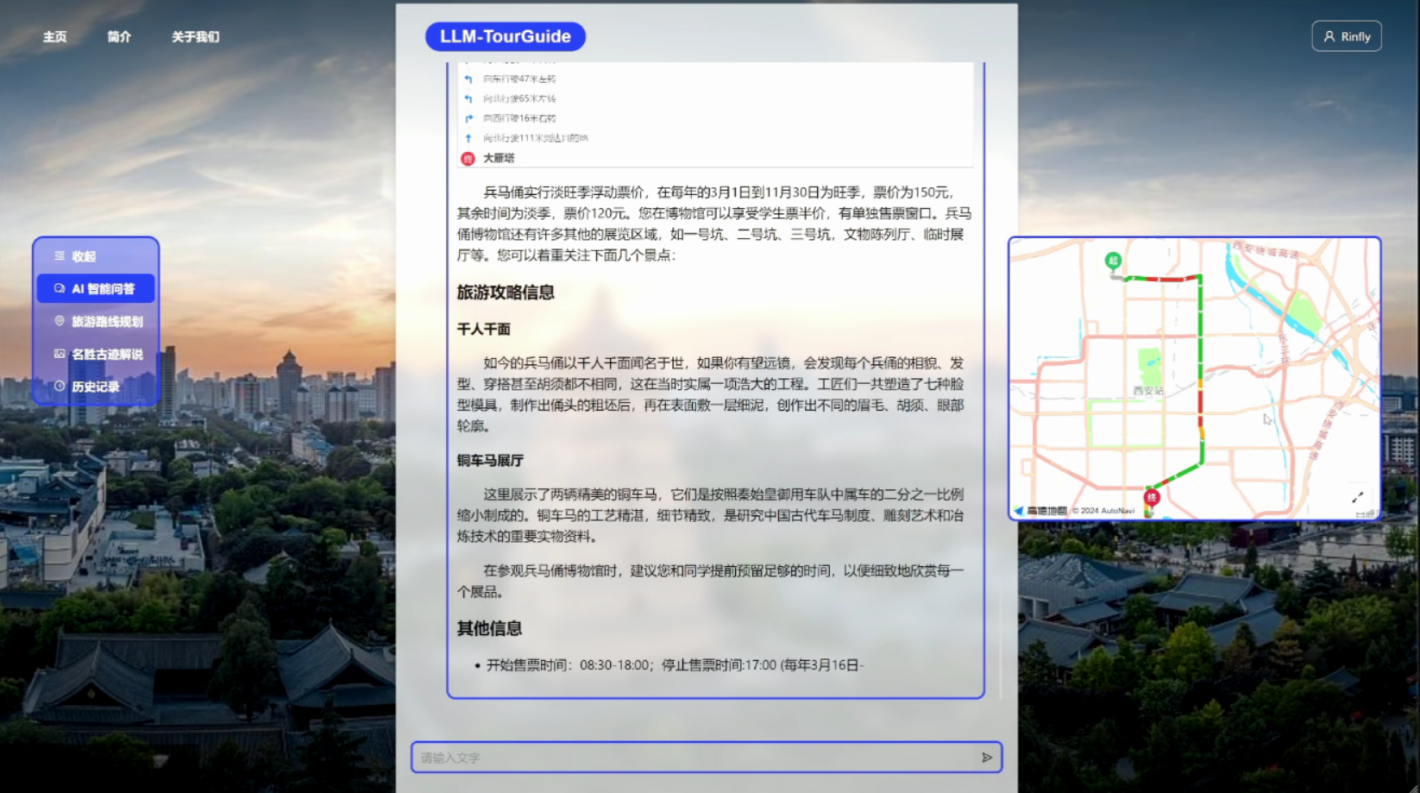 主页 简介 关于我们
LLM-TourGuide
Rinfly
向东行驶47米左转
向北行驶65米左转
向西行驶16米右转
向北行驶111米到达目的地
终 大雁塔
兵马俑实行淡旺季浮动票价，在每年的3月1日到11月30日为旺季，票价为150元，
其余时间为淡季，票价120元。您在博物馆可以享受学生票半价，有单独售票窗口。兵马
俑博物馆还有许多其他的展览区域，如一号坑、二号坑、三号坑，文物陈列厅、临时展
厅等。您可以着重关注下面几个景点：
旅游攻略信息
千人千面
如今的兵马俑以千人千面闻名于世，如果你有望远镜，会发现每个兵俑的相貌、发
型、穿搭甚至胡须都不相同，这在当时实属一项浩大的工程。工匠们一共塑造了七种脸
型模具，制作出俑头的粗坯后，再在表面敷一层细泥，创作出不同的眉毛、胡须、眼部
轮廓。
铜车马展厅
这里展示了两辆精美的铜车马，它们是按照秦始皇御用车队中属车的二分之一比例
缩小制成的。铜车马的工艺精湛，细节精致，是研究中国古代车马制度、雕刻艺术和冶
炼技术的重要实物资料。
在参观兵马俑博物馆时，建议您和同学提前预留足够的时间，以便细致地欣赏每一
个展品。
其他信息
• 开始售票时间：08:30-18:00；停止售票时间:17:00 (每年3月16日-
请输入文字
收起
AI 智能问答
旅游路线规划
名胜古迹解说
历史记录
西安绕城高速
起
西安站
西安绕城高速
终
高德地图 © 2024 AutoNavi